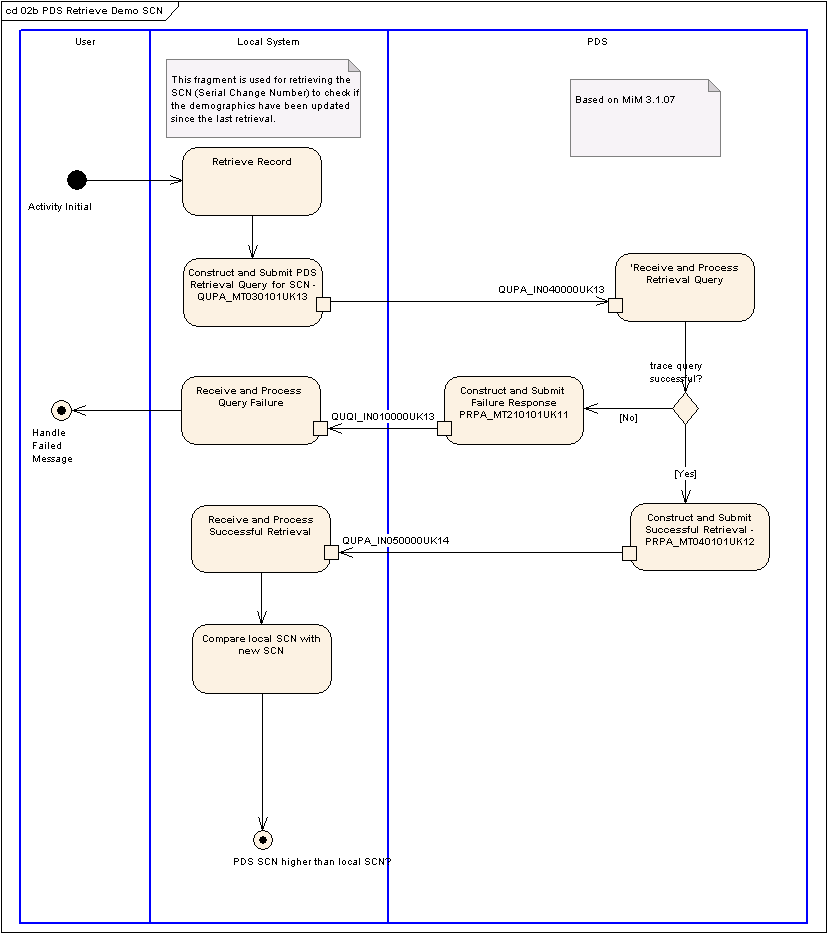 cd 02b PDS Retrieve Demo SCN
User
Local System
PDS
This fragment is used for retrieving the
SCN (Serial Change Number) to check if
the demographics have been updated
since the last retrieval.
Based on MiM 3.1.07
Retrieve Record
Activity Initial
Construct and Submit PDS
Retrieval Query for SCN -
QUPA_MT030101UK13
QUPA_IN040000UK13
'Receive and Process
Retrieval Query
trace query
successful?
Receive and Process
Query Failure
QUQI_IN010000UK13
Construct and Submit
Failure Response
PRPA_MT210101UK11
[No]
Handle
Failed
Message
[Yes]
Receive and Process
Successful Retrieval
QUPA_IN050000UK14
Construct and Submit
Successful Retrieval -
PRPA_MT040101UK12
Compare local SCN with
new SCN
PDS SCN higher than local SCN?